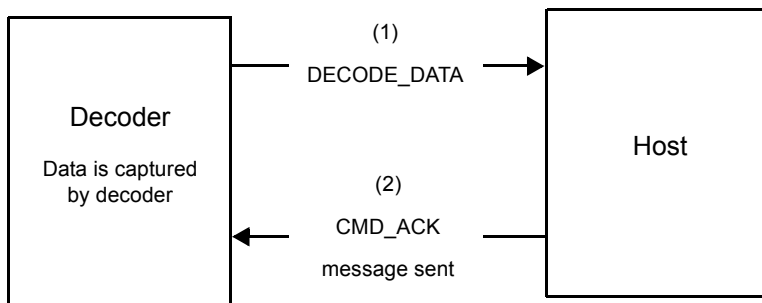 Decoder
Data is captured
by decoder
(1)
DECODE_DATA
(2)
CMD_ACK
message sent
Host